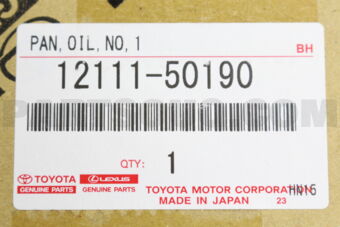 PAN, OIL, NO, 1 BH
12111-50190
QTY: 1
TOYOTA LEXUS TOYOTA MOTOR CORPORATION HN16
GENUINE PARTS GENUINE PARTS MADE IN JAPAN 23